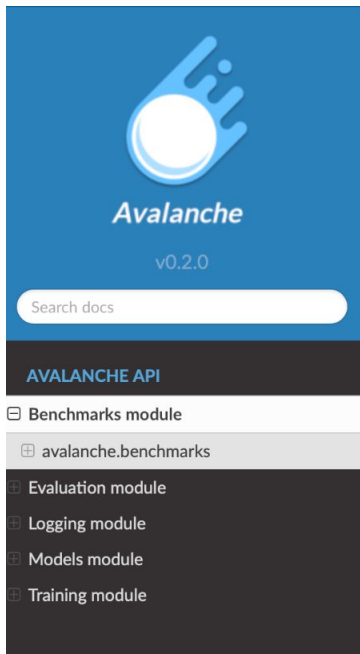 Avalanche
v0.2.0
Search docs
AVALANCHE API
Benchmarks module
avalanche.benchmarks
Evaluation module
Logging module
Models module
Training module